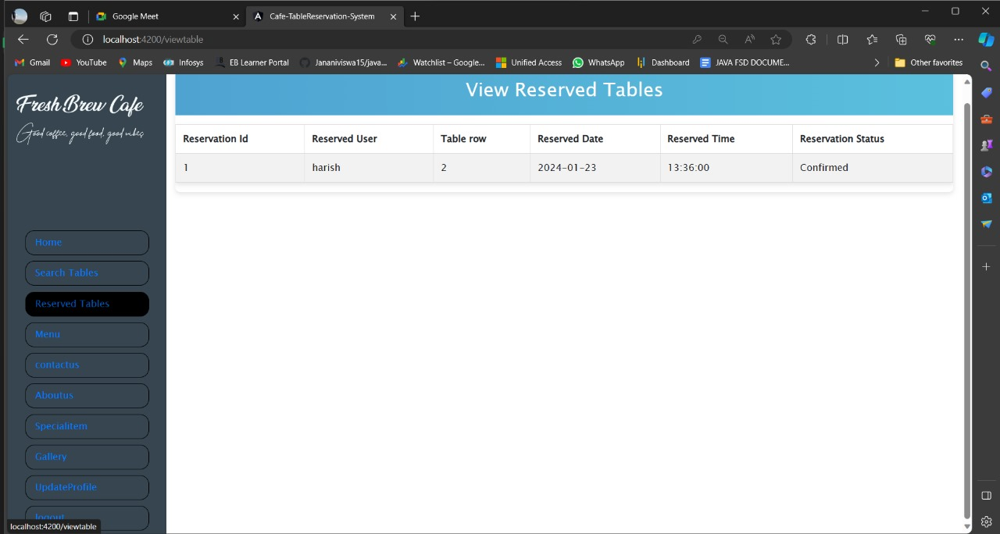 Google Meet
Cafe-TableReservation-System
localhost:4200/viewtable
Gmail YouTube Maps Infosys EB Learner Portal Jananiviswa15/java... Watchlist – Google... Unified Access WhatsApp Dashboard JAVA FSD DOCUME... Other favorites
Fresh Brew Cafe
Good coffee, good food, good vibes
Home
Search Tables
Reserved Tables
Menu
contactus
Aboutus
Specialitem
Gallery
UpdateProfile
logout
localhost:4200/viewtable
View Reserved Tables
Reservation Id Reserved User Table row Reserved Date Reserved Time Reservation Status
1 harish 2 2024-01-23 13:36:00 Confirmed